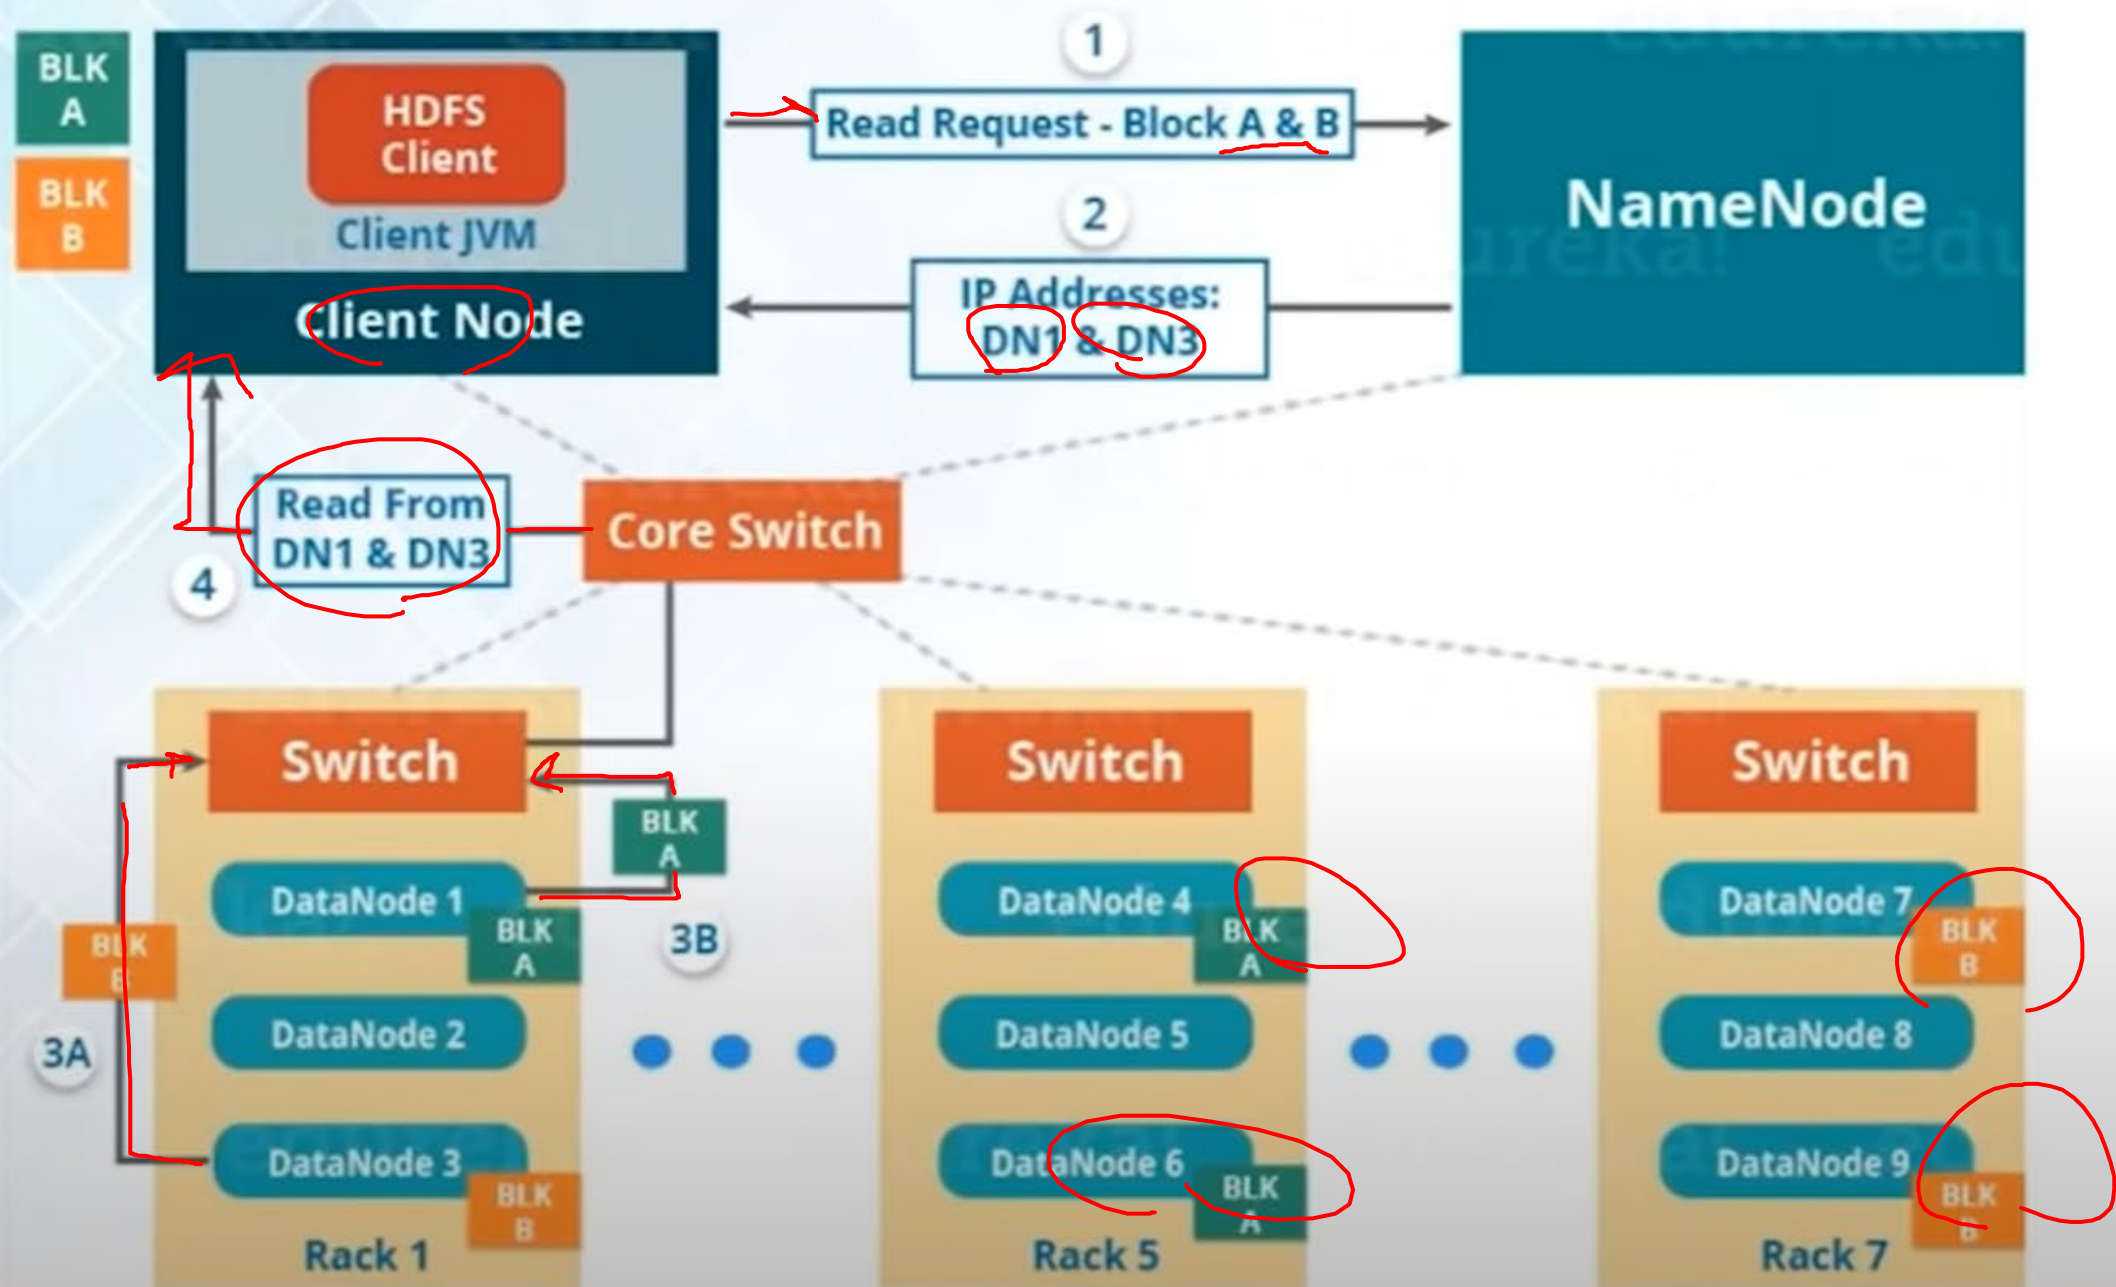 BLK
A
BLK
B
HDFS
Client
Client JVM
Client Node
1
Read Request - Block A & B
2
IP Addresses:
DN1 & DN3
NameNode
edureka!
ureka!
edu
Read From
DN1 & DN3
4
Core Switch
Switch
BLK
A
DataNode 1
BLK
A
3B
BLK
B
3A
DataNode 2
DataNode 3
BLK
B
Rack 1
Switch
DataNode 4
BLK
A
DataNode 5
DataNode 6
BLK
A
Rack 5
Switch
DataNode 7
BLK
B
DataNode 8
DataNode 9
BLK
B
Rack 7